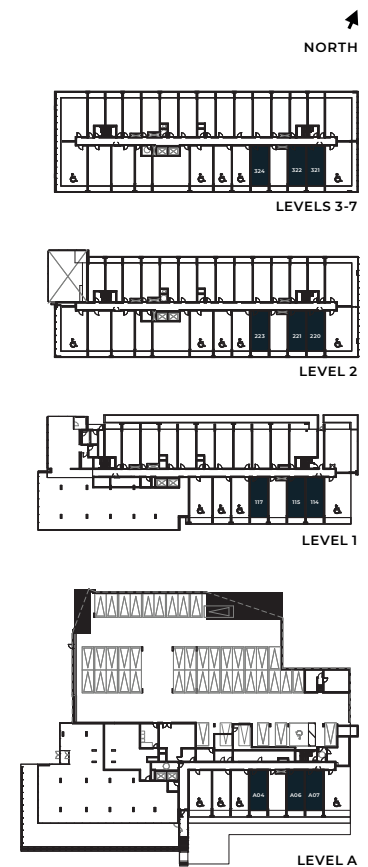 NORTH
324 322 321
LEVELS 3-7
223 221 220
LEVEL 2
117 115 114
LEVEL 1
A04 A06 A07
LEVEL A